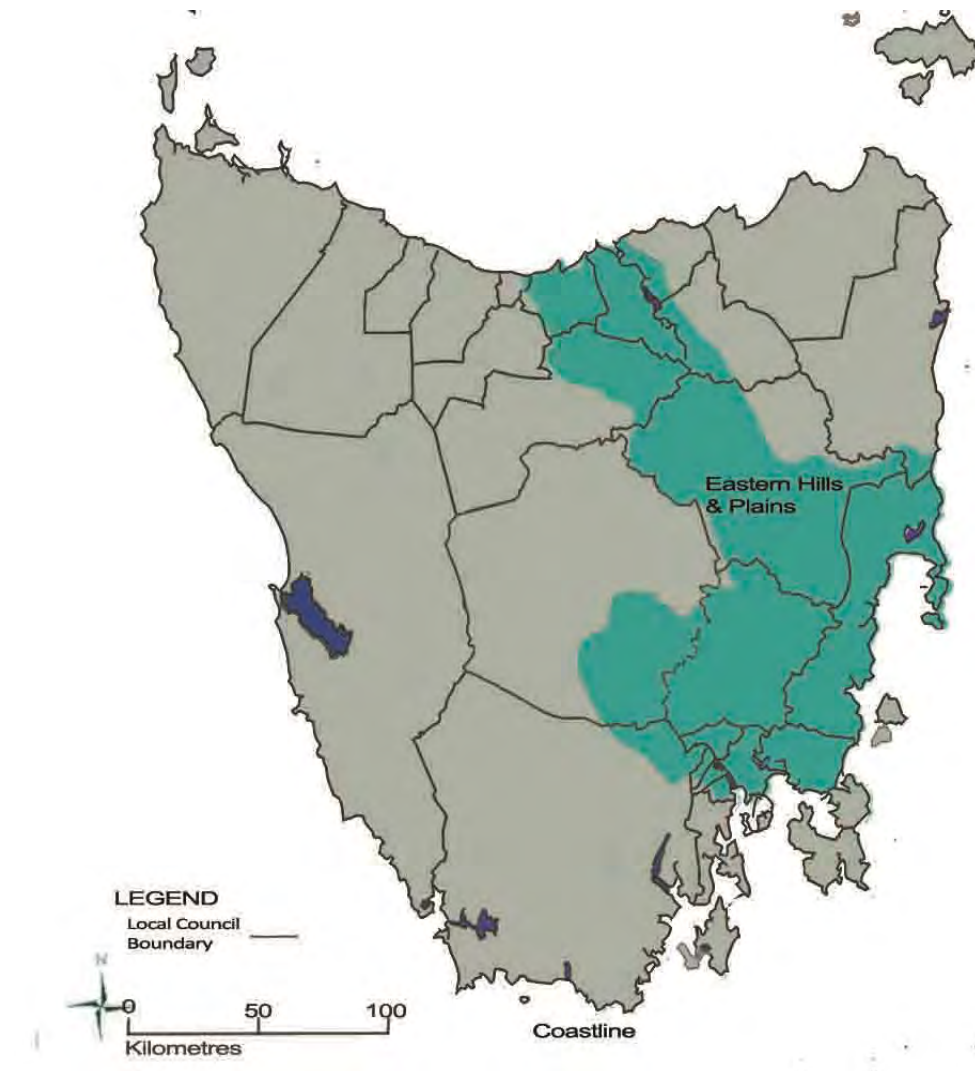 Eastern Hills
& Plains
LEGEND
Local Council
Boundary
N
0 50 100
Kilometres
Coastline